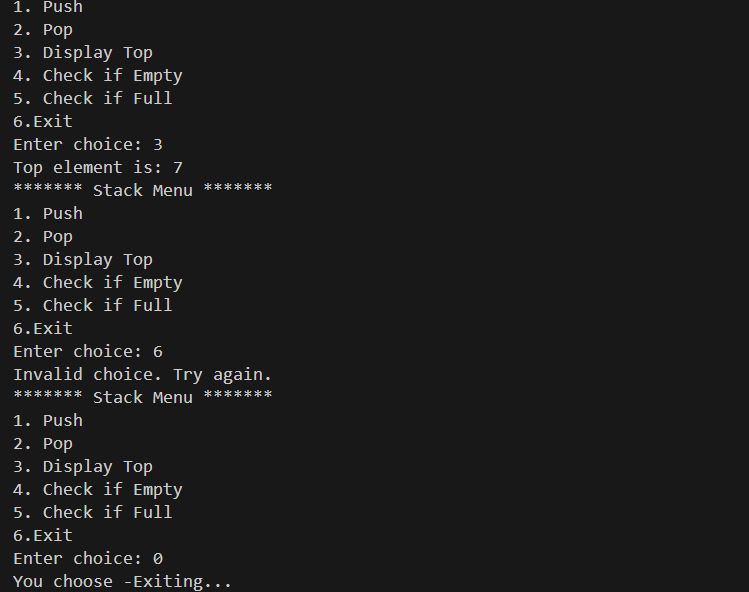 1. Push
2. Pop
3. Display Top
4. Check if Empty
5. Check if Full
6.Exit
Enter choice: 3
Top element is: 7
******* Stack Menu *******
1. Push
2. Pop
3. Display Top
4. Check if Empty
5. Check if Full
6.Exit
Enter choice: 6
Invalid choice. Try again.
******* Stack Menu *******
1. Push
2. Pop
3. Display Top
4. Check if Empty
5. Check if Full
6.Exit
Enter choice: 0
You choose -Exiting...